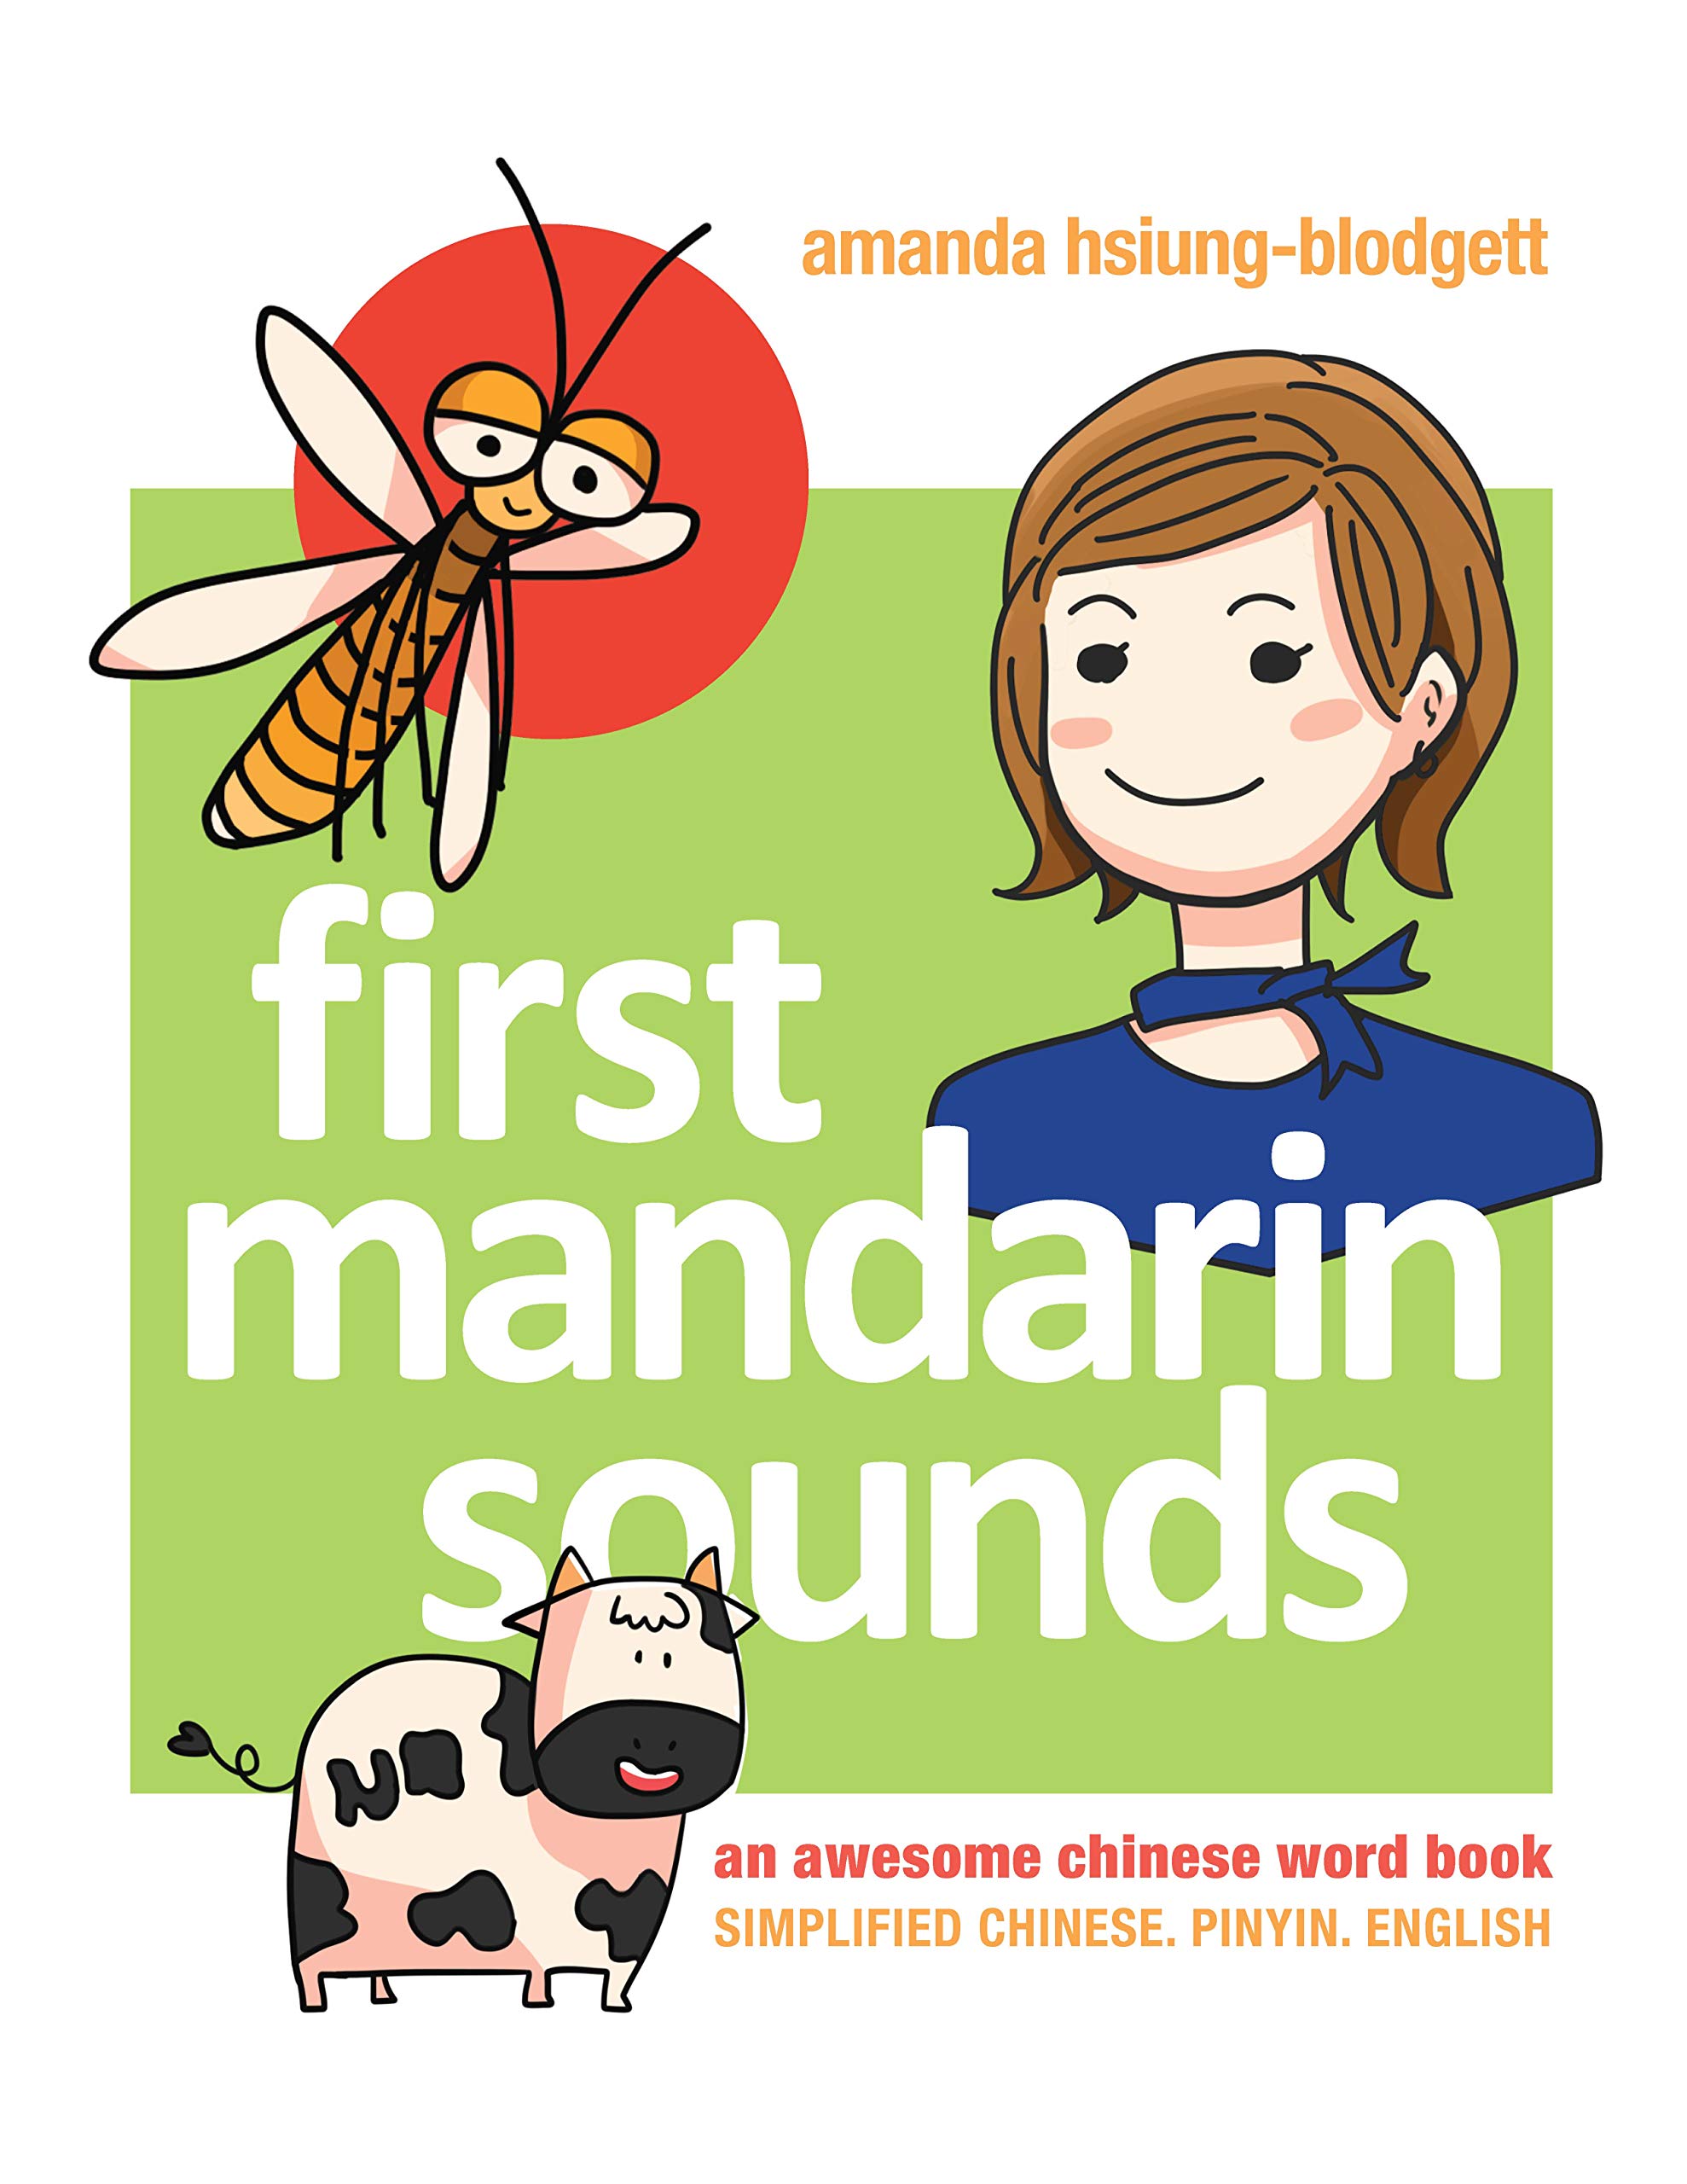 amanda hsiung-blodgett
first
mandarin
sounds
an awesome chinese word book
SIMPLIFIED CHINESE. PINYIN. ENGLISH